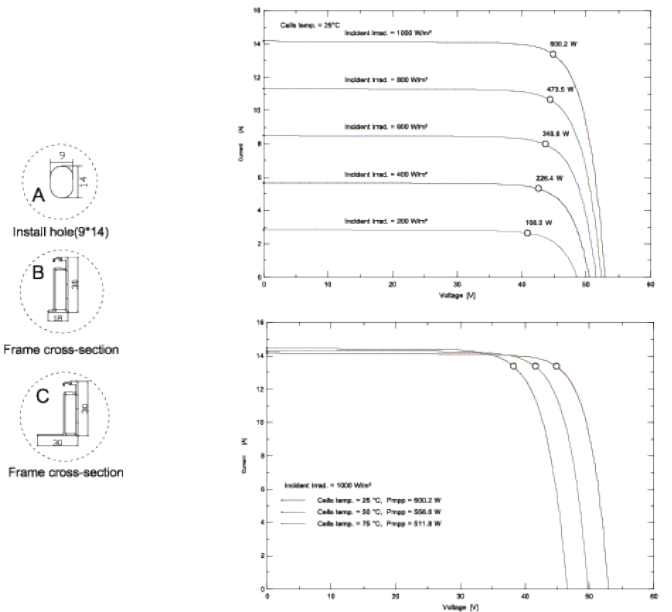 A
9
14
Install hole(9*14)
B
30
18
Frame cross-section
C
30
30
Frame cross-section
16
14
12
10
8
6
4
2
0
Current [A]
Cells temp. = 25°C
Incident Irrad. = 1000 W/m²
600.2 W
Incident Irrad. = 800 W/m²
473.5 W
Incident Irrad. = 600 W/m²
Incident Irrad. = 400 W/m²
226.4 W
Incident Irrad. = 200 W/m²
0
10
20
30
40
50
60
Voltage [V]
16
14
12
10
8
6
4
2
0
Current [A]
Incident Irrad. = 1000 W/m²
Cells temp. = 25 °C, Pmpp = 600.2 W
Cells temp. = 50 °C, Pmpp = 556.6 W
Cells temp. = 75 °C, Pmpp = 511.8 W
0
10
20
30
40
50
60
Voltage [V]